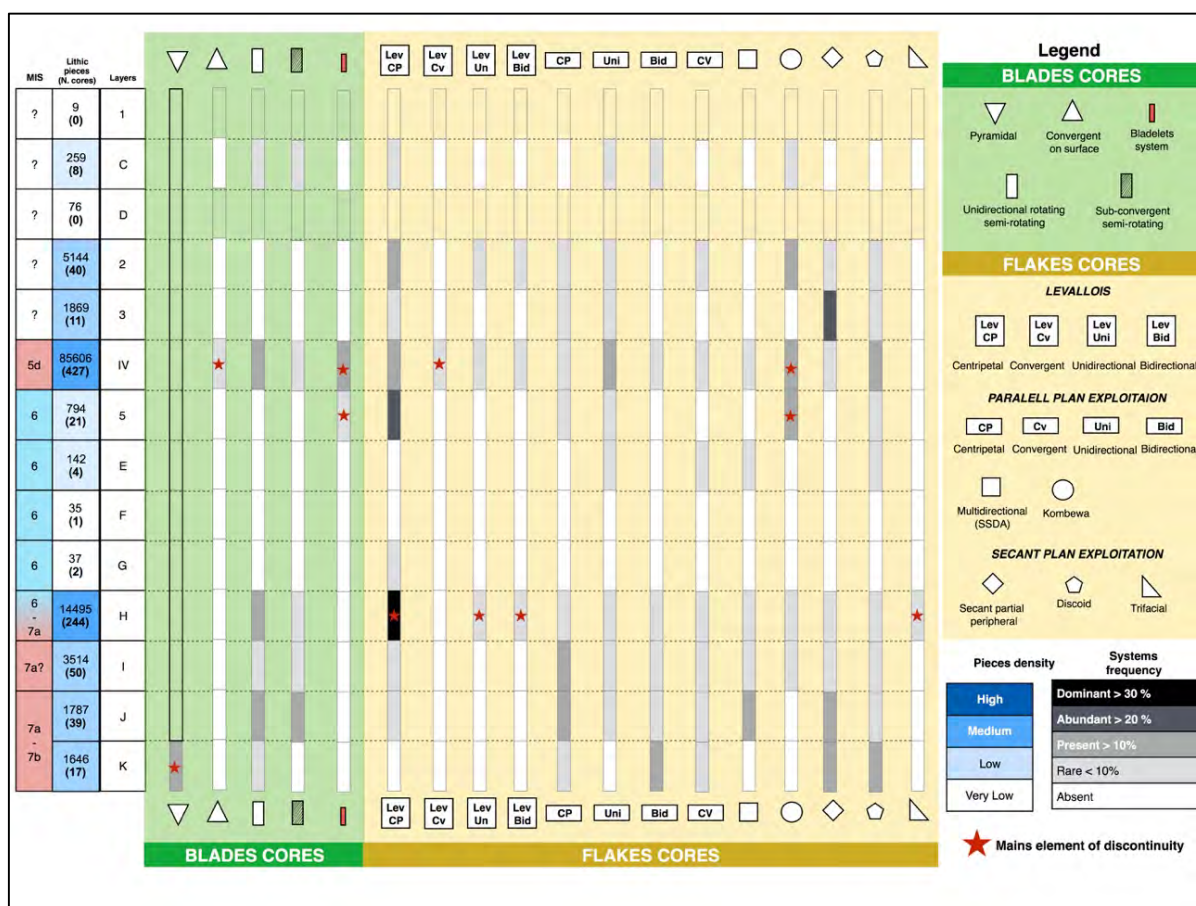 Lev CP
Lev Cv
Lev Un
Lev Bid
CP
Uni
Bid
CV
MIS
Lithic pieces (N. cores)
Layers
? 9 (0) 1
? 259 (8) C
? 76 (0) D
? 5144 (40) 2
? 1869 (11) 3
5d 85606 (427) IV
6 794 (21) 5
6 142 (4) E
6 35 (1) F
6 37 (2) G
6 - 7a 14495 (244) H
7a? 3514 (50) I
7a - 7b 1787 (39) J
1646 (17) K
Lev CP
Lev Cv
Lev Un
Lev Bid
CP
Uni
Bid
CV
BLADES CORES
FLAKES CORES
Legend
BLADES CORES
Pyramidal
Convergent on surface
Bladelets system
Unidirectional rotating semi-rotating
Sub-convergent semi-rotating
FLAKES CORES
LEVALLOIS
Lev CP
Lev Cv
Lev Uni
Lev Bid
Centripetal Convergent Unidirectional Bidirectional
PARALELL PLAN EXPLOITAION
CP
Cv
Uni
Bid
Centripetal Convergent Unidirectional Bidirectional
Multidirectional (SSDA)
Kombewa
SECANT PLAN EXPLOITATION
Secant partial peripheral
Discoid
Trifacial
Pieces density
High
Medium
Low
Very Low
Systems frequency
Dominant > 30 %
Abundant > 20 %
Present > 10%
Rare < 10%
Absent
Mains element of discontinuity